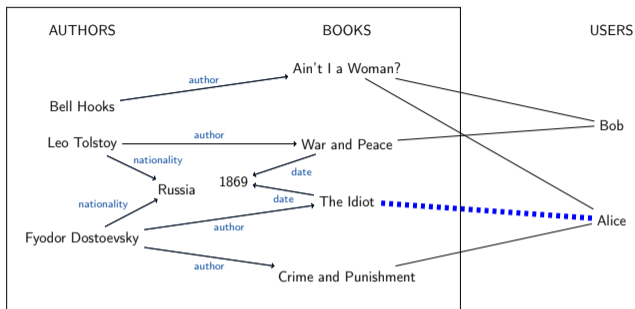 AUTHORS BOOKS USERS
Ain't I a Woman?
author
Bell Hooks
Bob
Leo Tolstoy author War and Peace
nationality
date
Russia 1869
nationality
date The Idiot
author
Alice
Fyodor Dostoevsky
author
Crime and Punishment